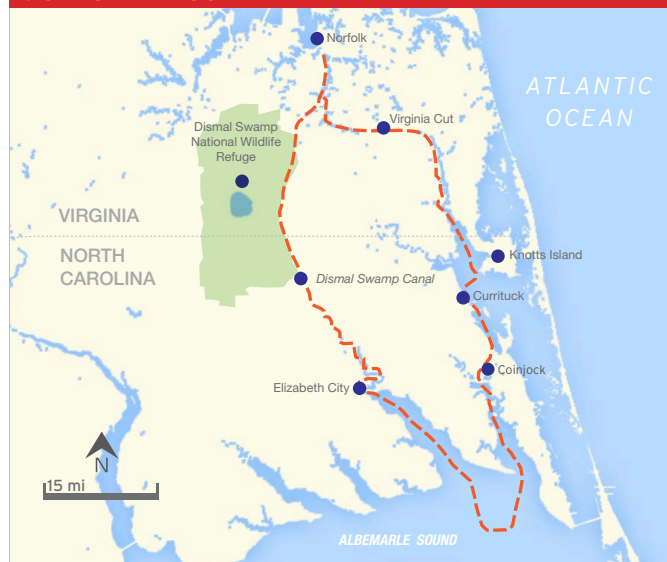 Norfolk
ATLANTIC
OCEAN
Virginia Cut
Dismal Swamp
National Wildlife
Refuge
VIRGINIA
NORTH
CAROLINA
Knotts Island
Dismal Swamp Canal
Currituck
Coinjock
Elizabeth City
N
15 mi
ALBEMARLE SOUND